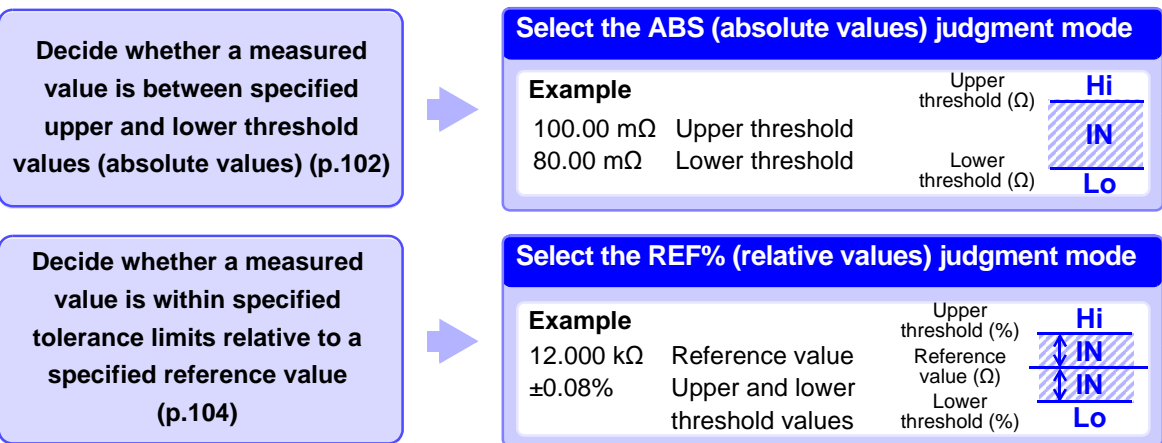 Decide whether a measured
value is between specified
upper and lower threshold
values (absolute values) (p.102)
Select the ABS (absolute values) judgment mode
Example
100.00 mΩ Upper threshold
80.00 mΩ Lower threshold
Upper
threshold (Ω)
Lower
threshold (Ω)
Hi
IN
Lo
Decide whether a measured
value is within specified
tolerance limits relative to a
specified reference value
(p.104)
Select the REF% (relative values) judgment mode
Example
12.000 kΩ Reference value
±0.08% Upper and lower
threshold values
Upper
threshold (%)
Reference
value (Ω)
Lower
threshold (%)
Hi
IN
IN
Lo